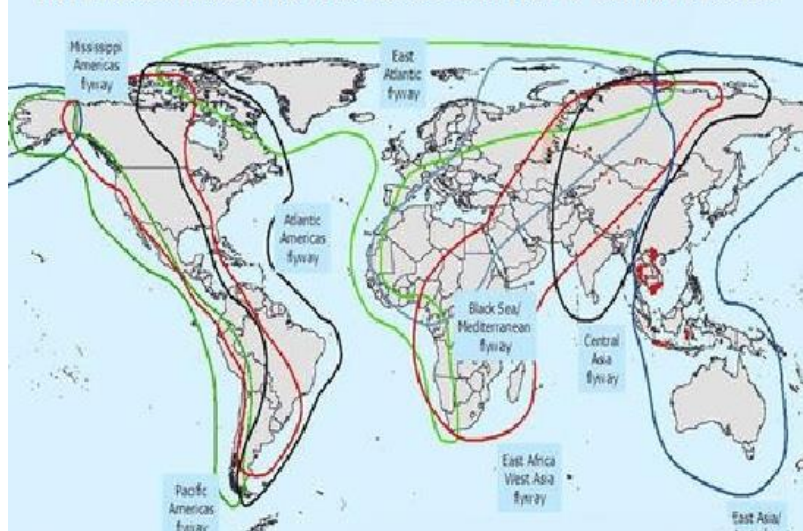 Mississippi
Americas
flyway
East
Atlantic
flyway
Atlantic
Americas
flyway
Black Sea/
Mediterranean
flyway
Central
Asia
flyway
East Africa
West Asia
flyway
Pacific
Americas
flyway
East Asia/